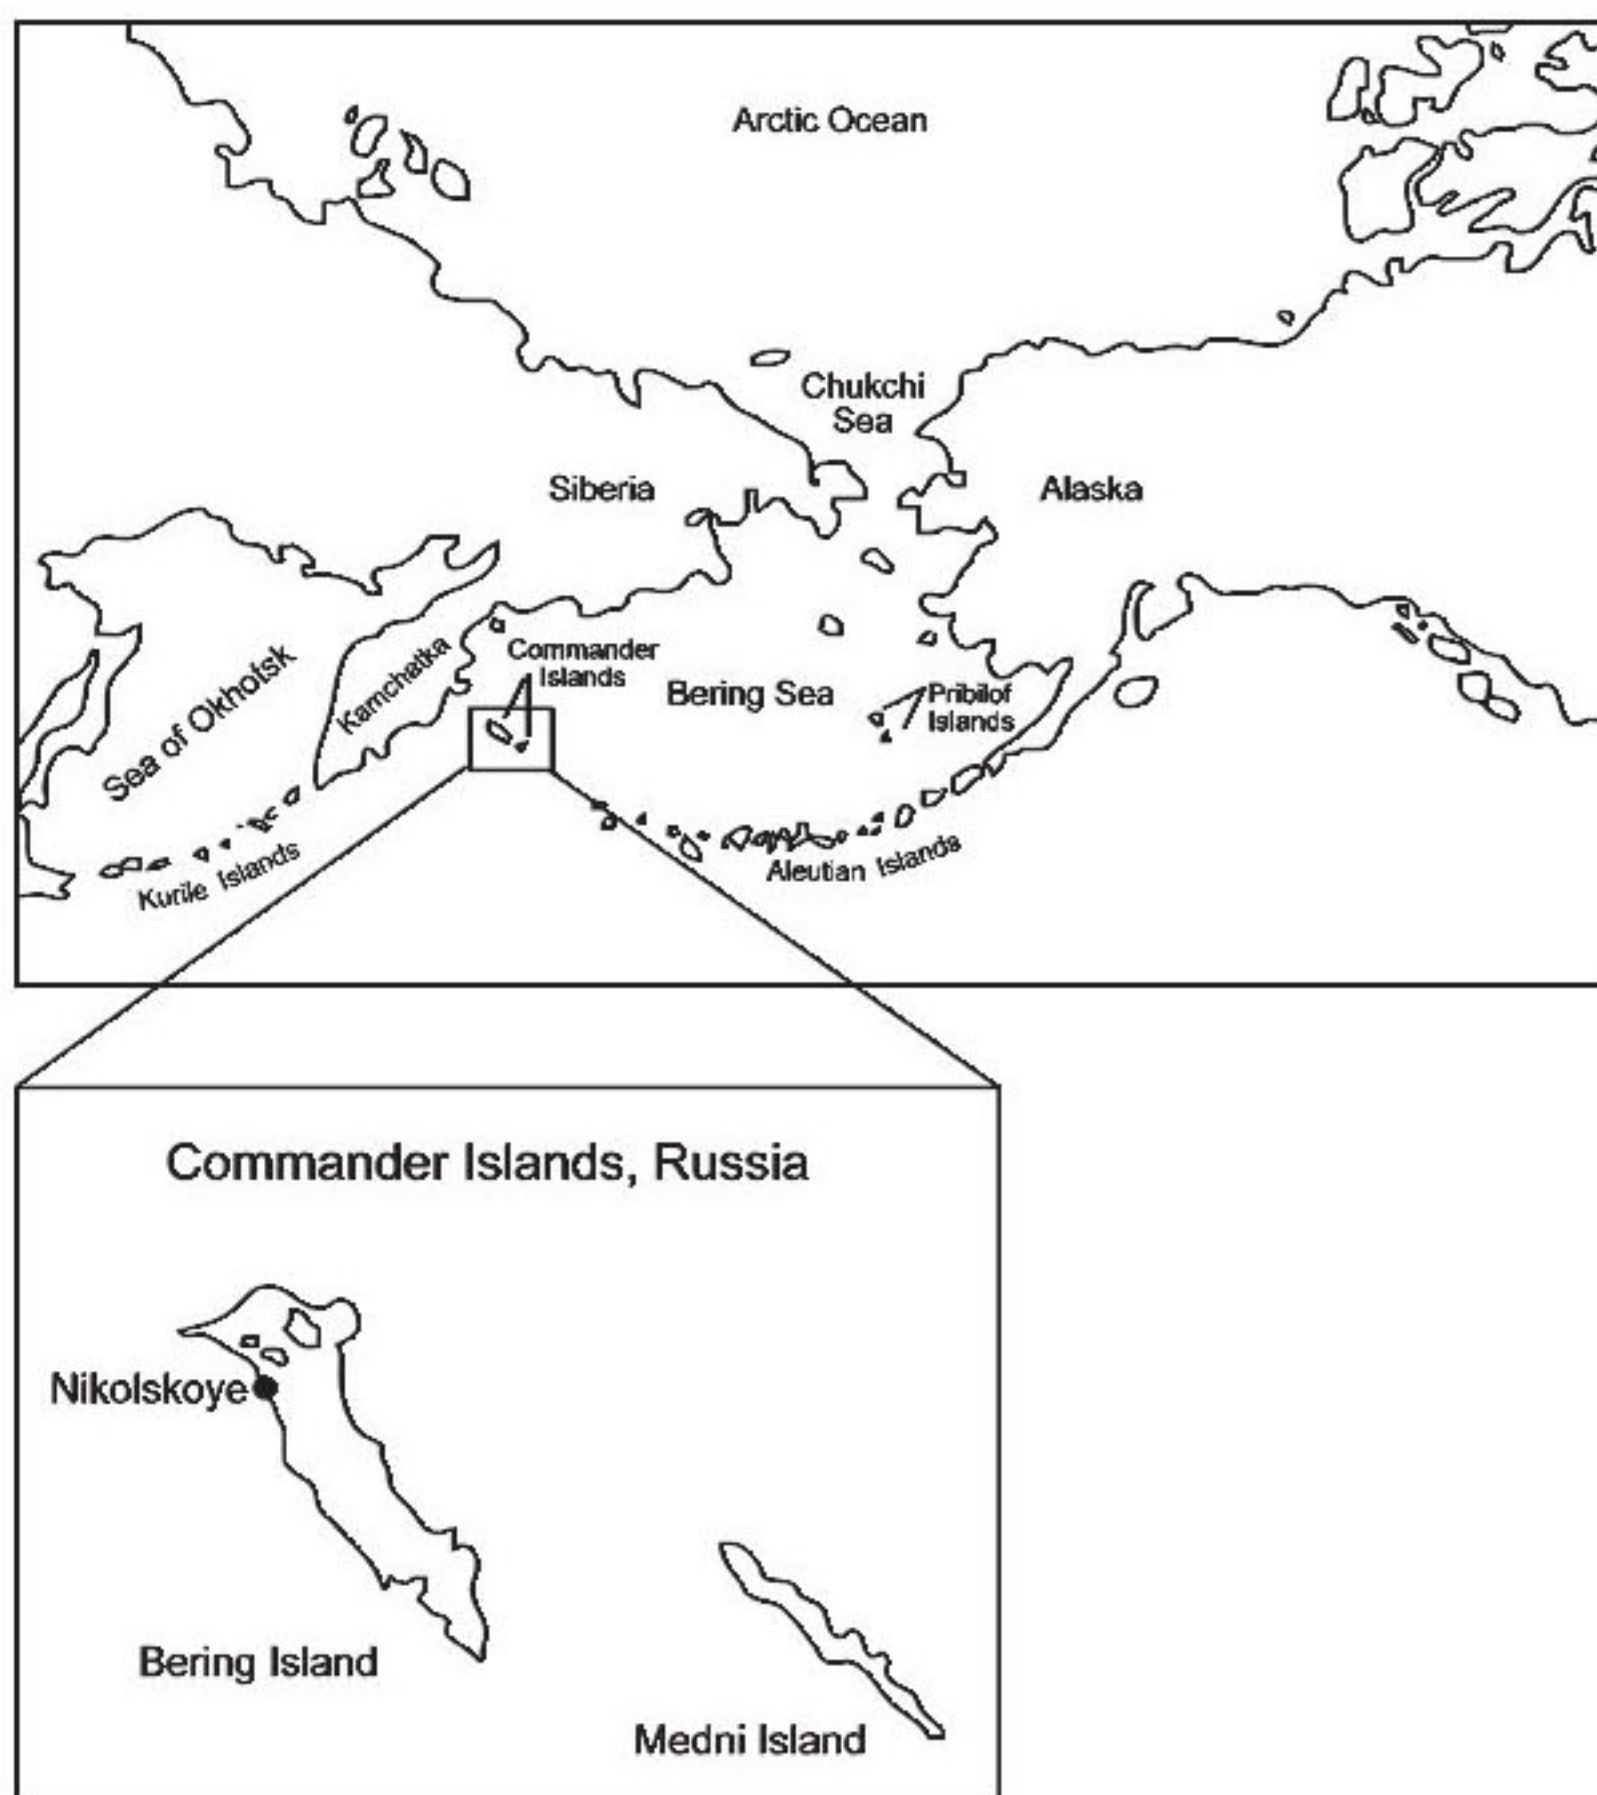 Arctic Ocean
Chukchi
Sea
Siberia
Alaska
Sea of Okhotsk
Kamchatka
Commander
Islands
Bering Sea
Pribilof
Islands
Kurile Islands
Aleutian Islands
Commander Islands, Russia
Nikolskoye
Bering Island
Medni Island